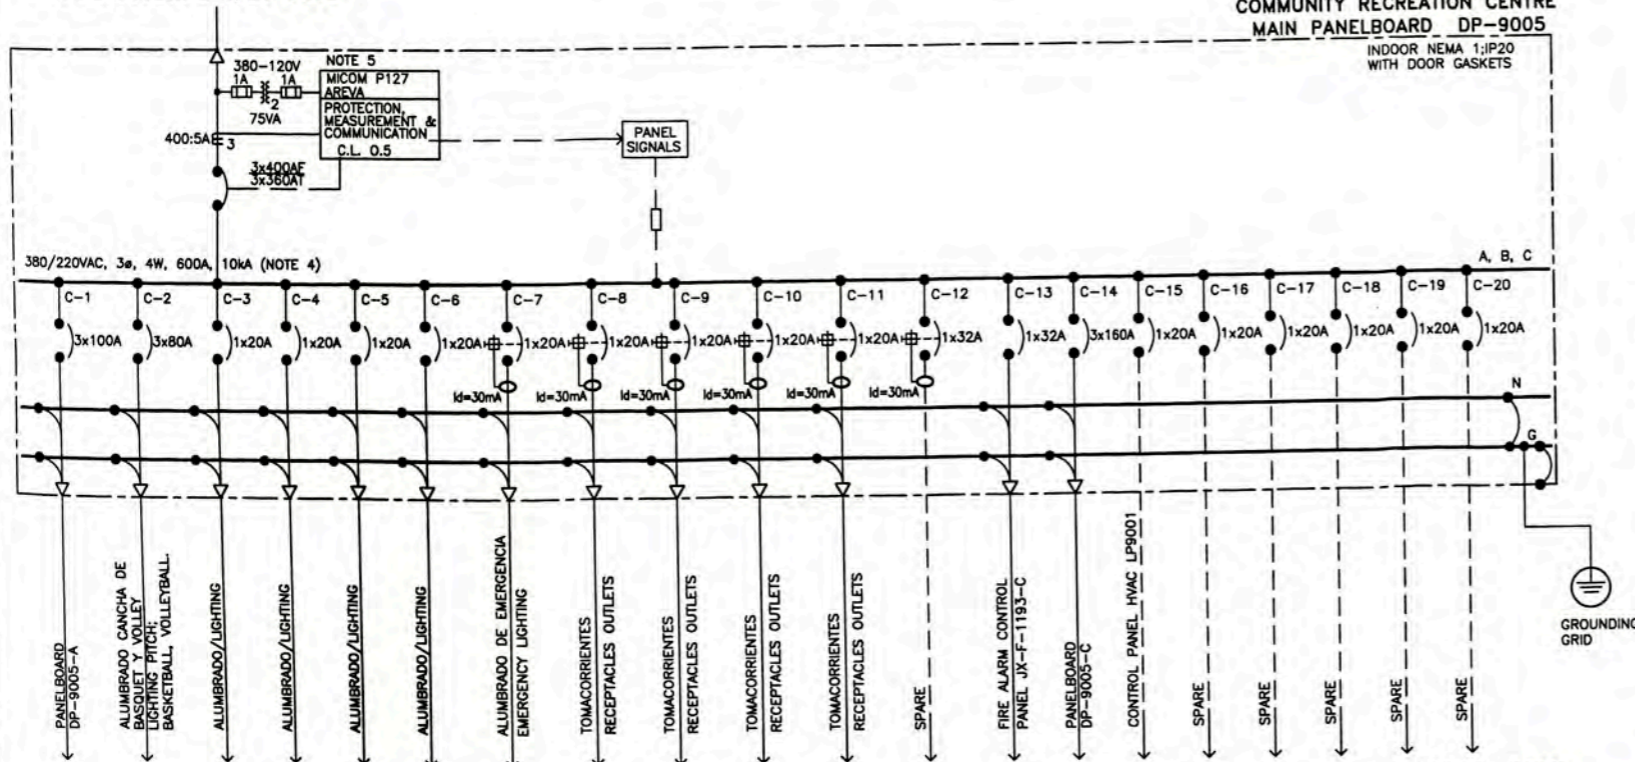 COMMUNITY RECREATION CENTRE
MAIN PANELBOARD DP-9005
INDOOR NEMA 1;IP20
WITH DOOR GASKETS
380-120V
1A
1A
2
75VA
NOTE 5
MICOM P127
AREVA
PROTECTION,
MEASUREMENT &
COMMUNICATION
C.L. 0.5
400:5A
3
3x400AF
3x360AT
PANEL
SIGNALS
380/220VAC, 3ø, 4W, 600A, 10kA (NOTE 4)
A, B, C
C-1
C-2
C-3
C-4
C-5
C-6
C-7
C-8
C-9
C-10
C-11
C-12
C-13
C-14
C-15
C-16
C-17
C-18
C-19
C-20
3x100A
3x80A
1x20A
1x20A
1x20A
1x20A
1x20A
1x20A
1x20A
1x20A
1x20A
1x32A
1x32A
3x160A
1x20A
1x20A
1x20A
1x20A
1x20A
1x20A
Id=30mA
Id=30mA
Id=30mA
Id=30mA
Id=30mA
Id=30mA
N
G
PANELBOARD
DP-9005-A
ALUMBRADO CANCHA DE
BASQUET Y VOLLEY
LIGHTING PITCH;
BASKETBALL, VOLLEYBALL.
ALUMBRADO/LIGHTING
ALUMBRADO/LIGHTING
ALUMBRADO/LIGHTING
ALUMBRADO/LIGHTING
ALUMBRADO DE EMERGENCIA
EMERGENCY LIGHTING
TOMACORRIENTES
RECEPTACLES OUTLETS
TOMACORRIENTES
RECEPTACLES OUTLETS
TOMACORRIENTES
RECEPTACLES OUTLETS
TOMACORRIENTES
RECEPTACLES OUTLETS
SPARE
FIRE ALARM CONTROL
PANEL JX-F-1193-C
PANELBOARD
DP-9005-C
CONTROL PANEL HVAC LP9001
SPARE
SPARE
SPARE
SPARE
SPARE
GROUNDING
GRID